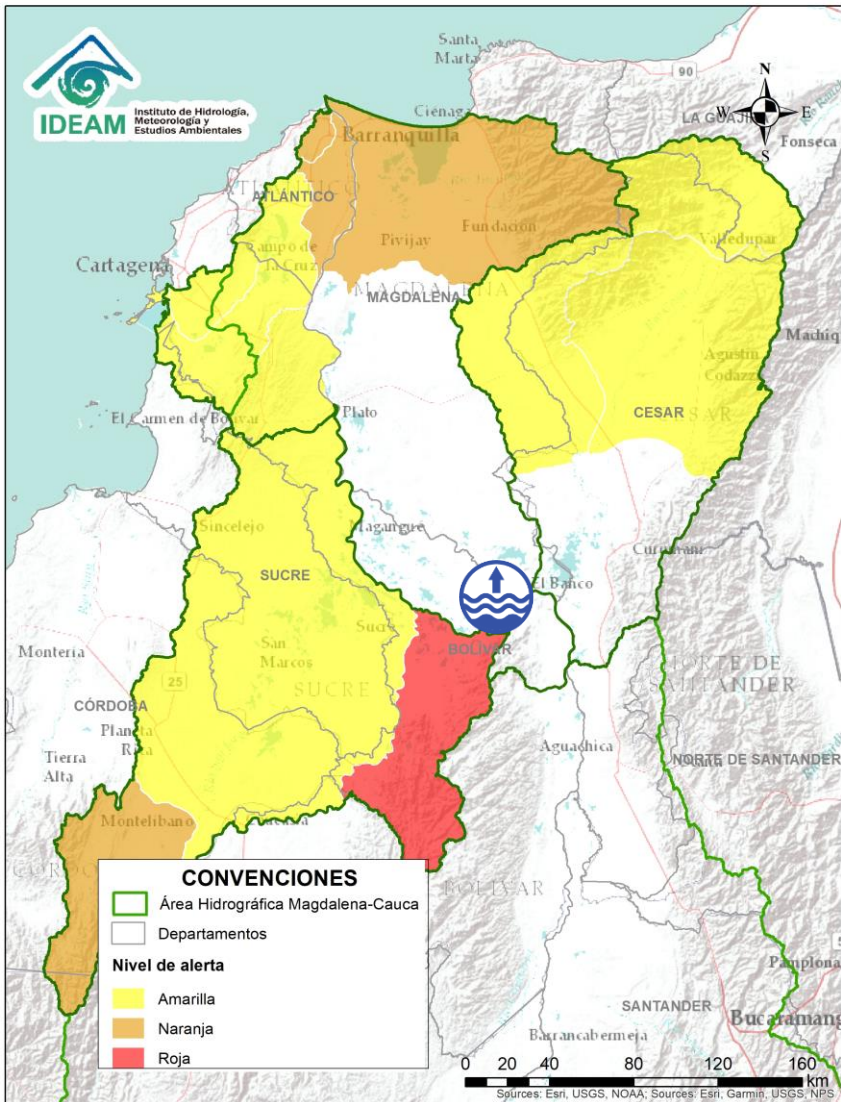 IDEAM
Instituto de Hidrología,
Meteorología y
Estudios Ambientales
Santa
Marta
90
N
W
E
S
Ciénaga
LA GUAJIR
Fonseca
Barranquilla
ATLÁNTICO
Valledupar
Campo de
la Cruz
Pivijay
Fundación
Cartagena
MAGDALENA
Machiq
Agustín
Codazzi
El Carmen de Bolívar
Plato
CESAR
Sincelejo
Magangué
Curumaní
SUCRE
El Banco
Sucre
Montería
San
Marcos
BOLÍVAR
NORTE DE
SANTANDER
25
SUCRE
CÓRDOBA
Planeta
Rica
Aguachica
NORTE DE SANTANDER
Tierra
Alta
Montelíbano
BOLÍVAR
CONVENCIONES
Área Hidrográfica Magdalena-Cauca
Departamentos
Nivel de alerta
Amarilla
Naranja
Roja
Pamplona
SANTANDER
Bucaramang
Barrancabermeja
0 20 40 80 120 160
km
Sources: Esri, USGS, NOAA; Sources: Esri, Garmin, USGS, NPS